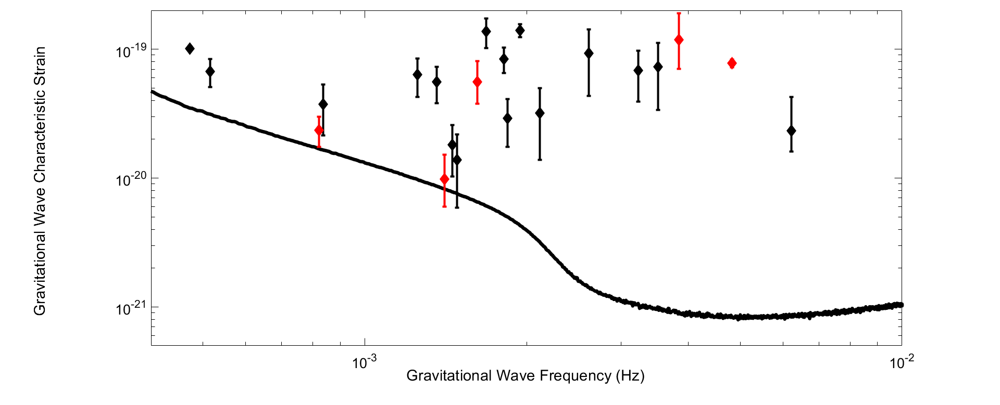 Gravitational Wave Characteristic Strain
10^-19
10^-20
10^-21
10^-3
10^-2
Gravitational Wave Frequency (Hz)